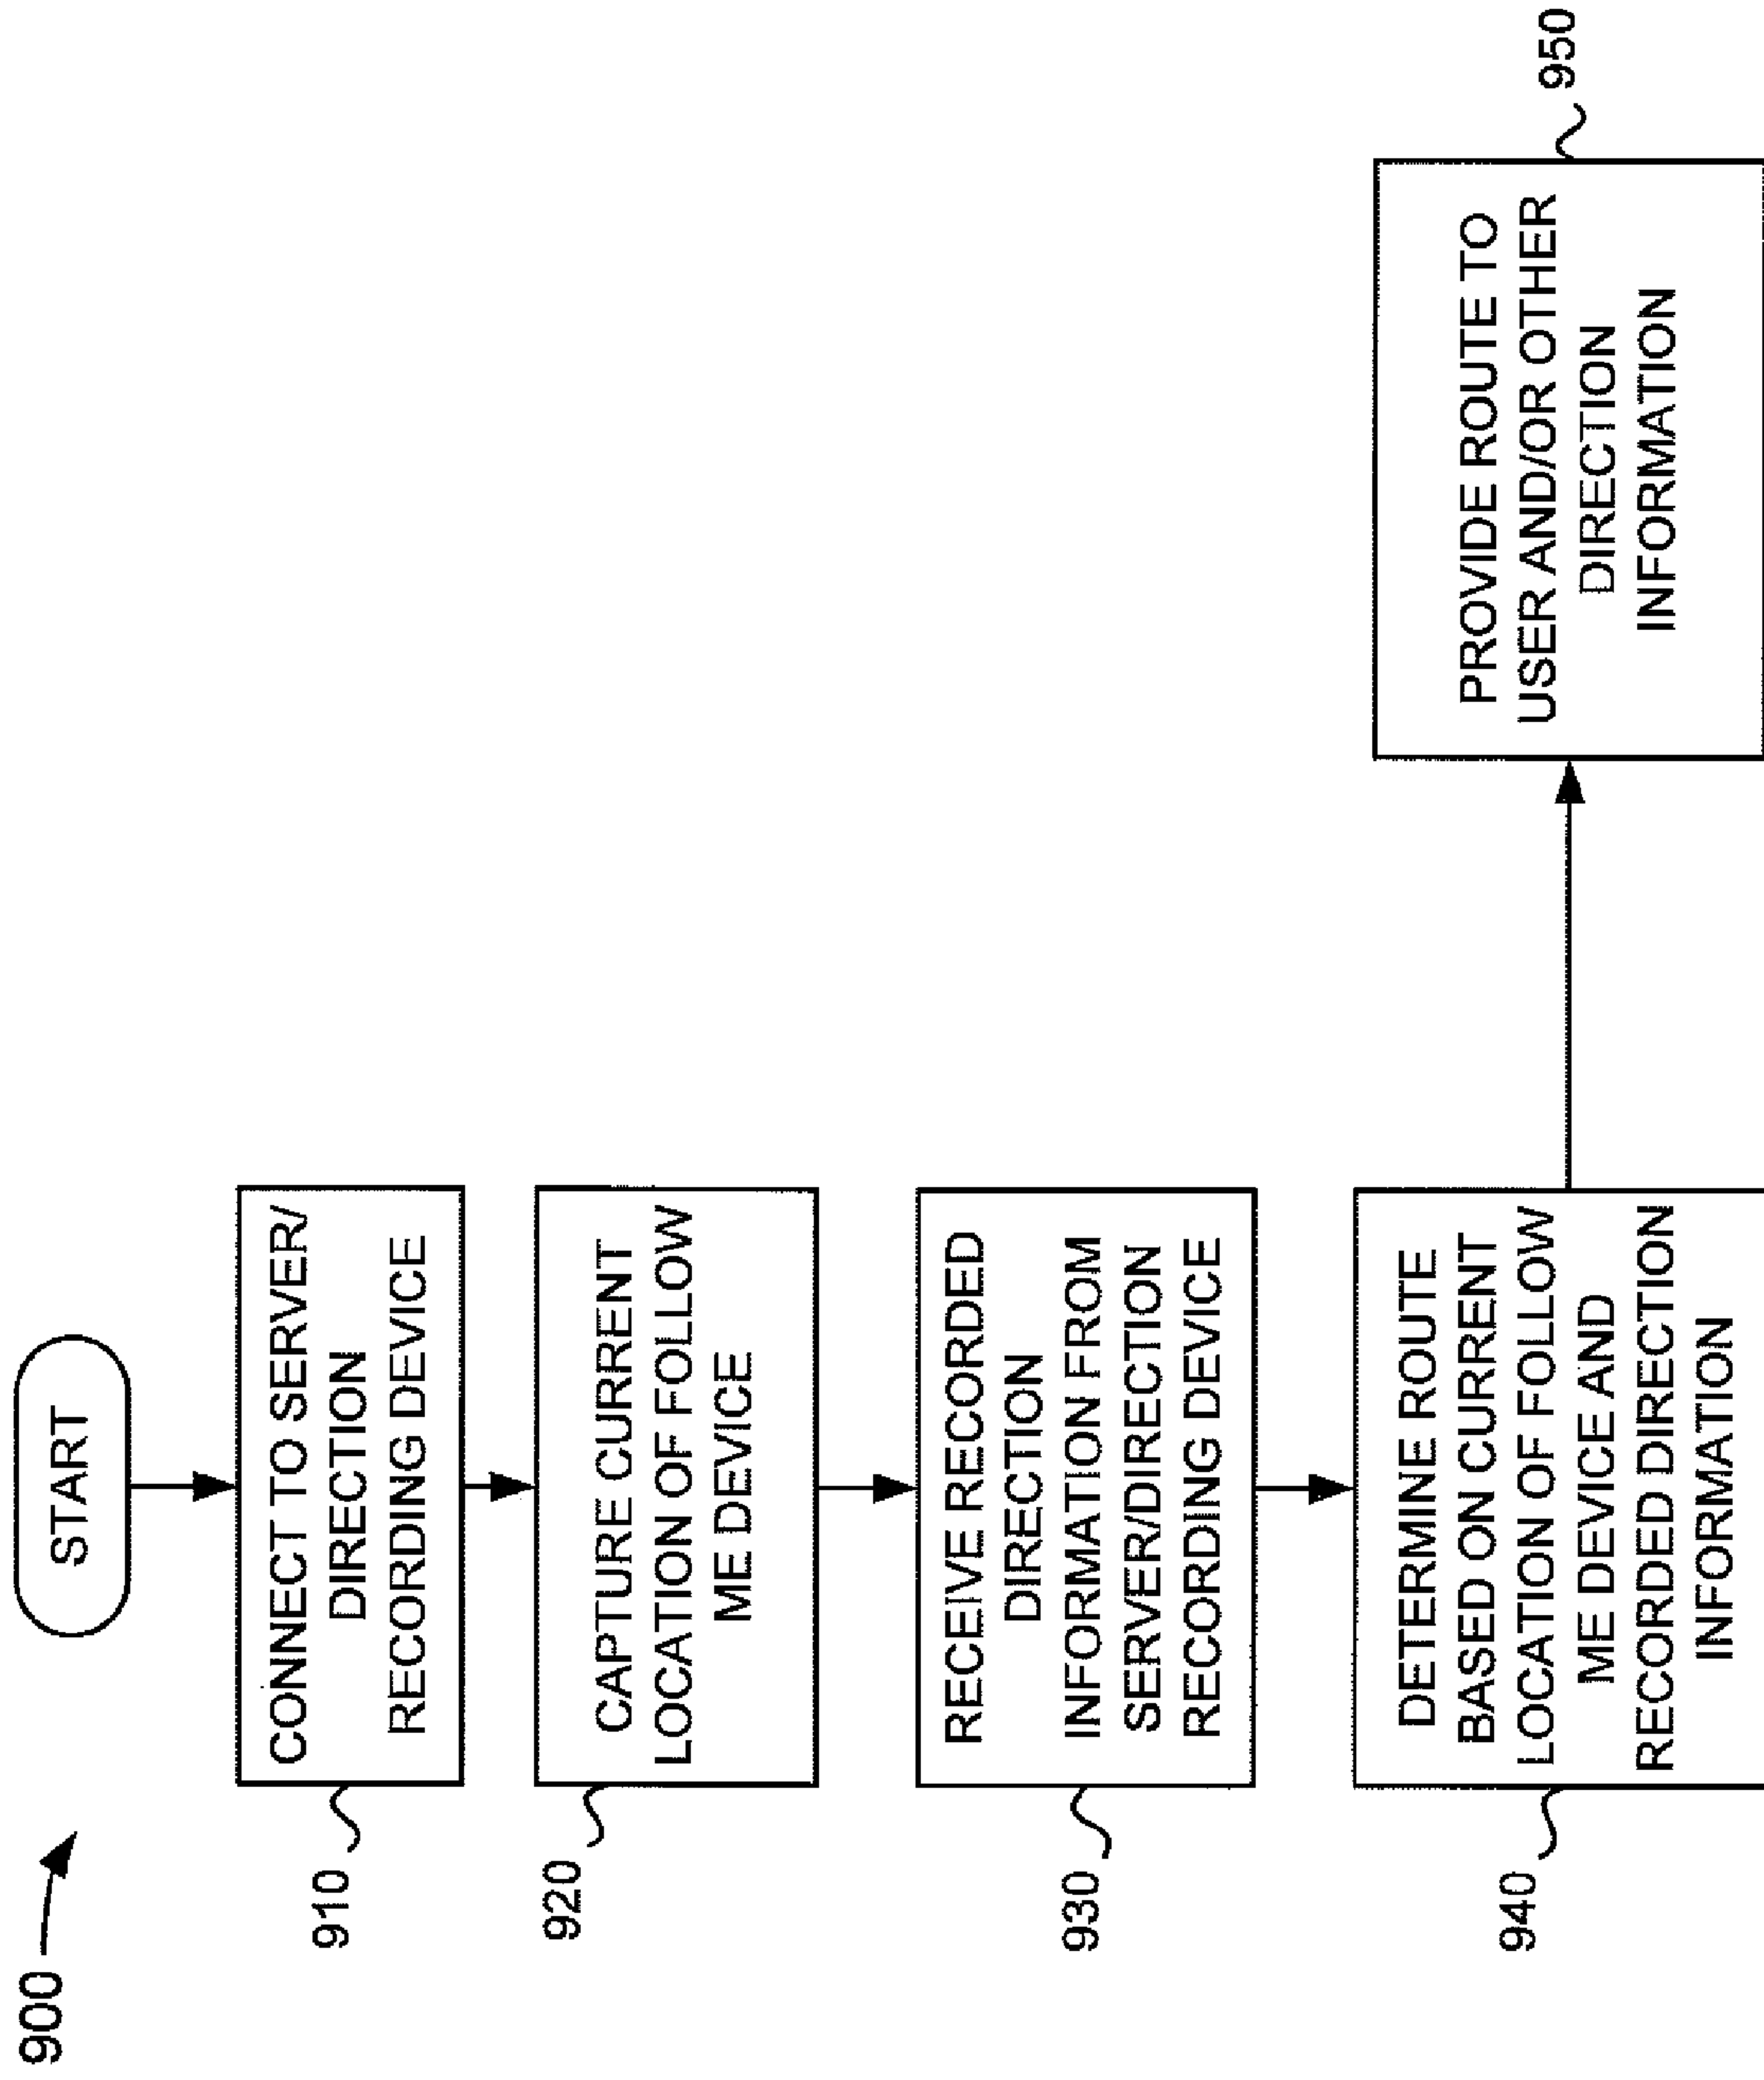 900
START
910
CONNECT TO SERVER/
DIRECTION
RECORDING DEVICE
920
CAPTURE CURRENT
LOCATION OF FOLLOW
ME DEVICE
930
RECEIVE RECORDED
DIRECTION
INFORMATION FROM
SERVER/DIRECTION
RECORDING DEVICE
940
DETERMINE ROUTE
BASED ON CURRENT
LOCATION OF FOLLOW
ME DEVICE AND
RECORDED DIRECTION
INFORMATION
950
PROVIDE ROUTE TO
USER AND/OR OTHER
DIRECTION
INFORMATION